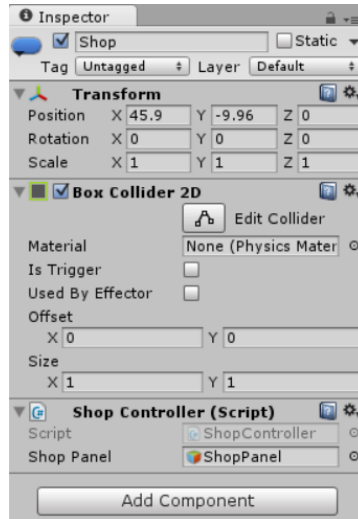 Inspector
Shop Static
Tag Untagged Layer Default
Transform
Position X 45.9 Y -9.96 Z 0
Rotation X 0 Y 0 Z 0
Scale X 1 Y 1 Z 1
Box Collider 2D
Edit Collider
Material None (Physics Mater
Is Trigger
Used By Effector
Offset
X 0 Y 0
Size
X 1 Y 1
Shop Controller (Script)
Script ShopController
Shop Panel ShopPanel
Add Component